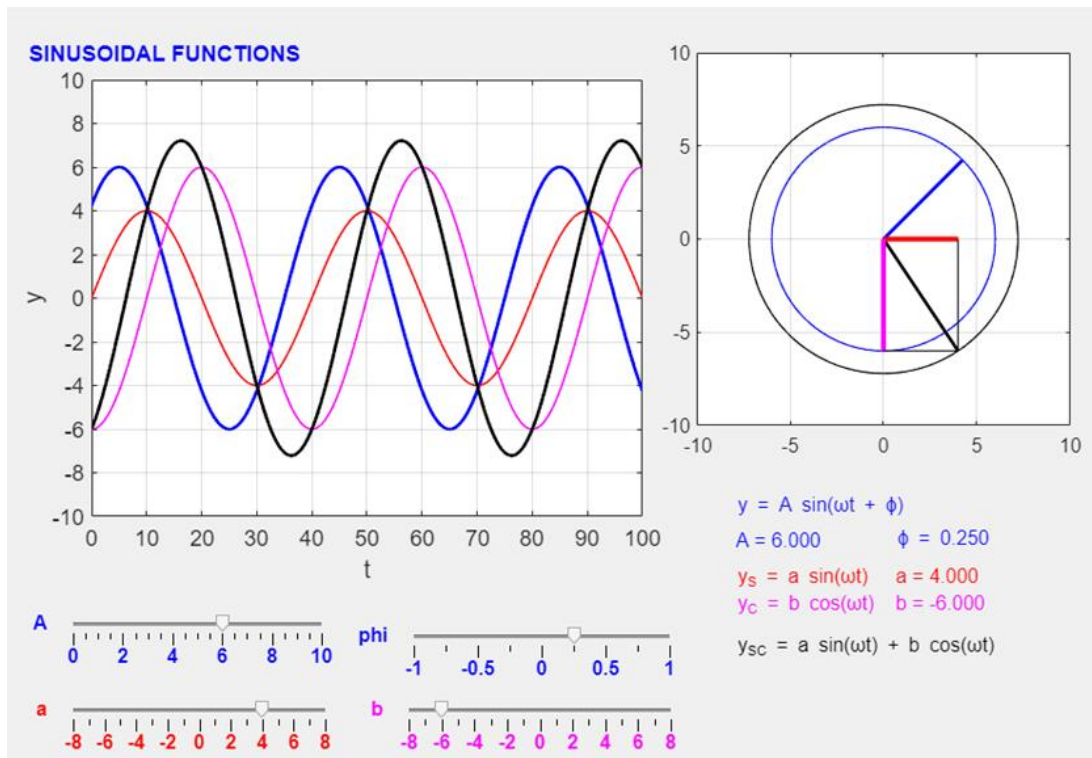 SINUSOIDAL FUNCTIONS
10
8
6
4
2
0
-2
-4
-6
-8
-10
y
0 10 20 30 40 50 60 70 80 90 100
t
10
5
0
-5
-10
-10 -5 0 5 10
y = A sin(ωt + ϕ)
A = 6.000 ϕ = 0.250
yS = a sin(ωt) a = 4.000
yC = b cos(ωt) b = -6.000
ySC = a sin(ωt) + b cos(ωt)
A
0 2 4 6 8 10
phi
-1 -0.5 0 0.5 1
a
-8 -6 -4 -2 0 2 4 6 8
b
-8 -6 -4 -2 0 2 4 6 8